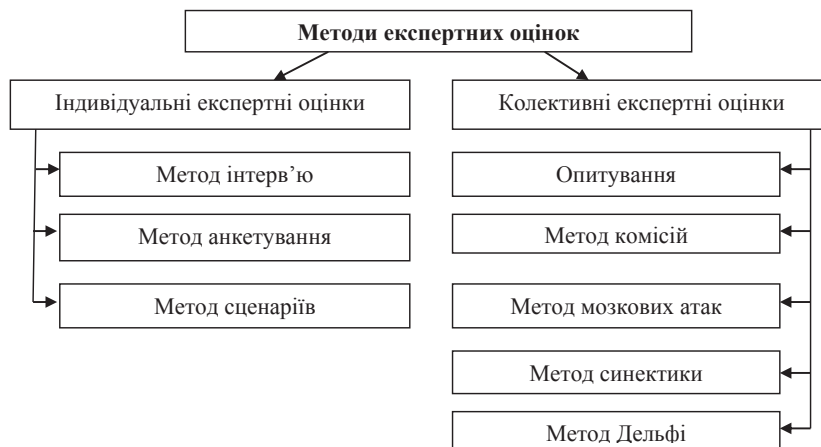 Методи експертних оцінок
Індивідуальні експертні оцінки
Метод інтерв’ю
Метод анкетування
Метод сценаріїв
Колективні експертні оцінки
Опитування
Метод комісій
Метод мозкових атак
Метод синектики
Метод Дельфі